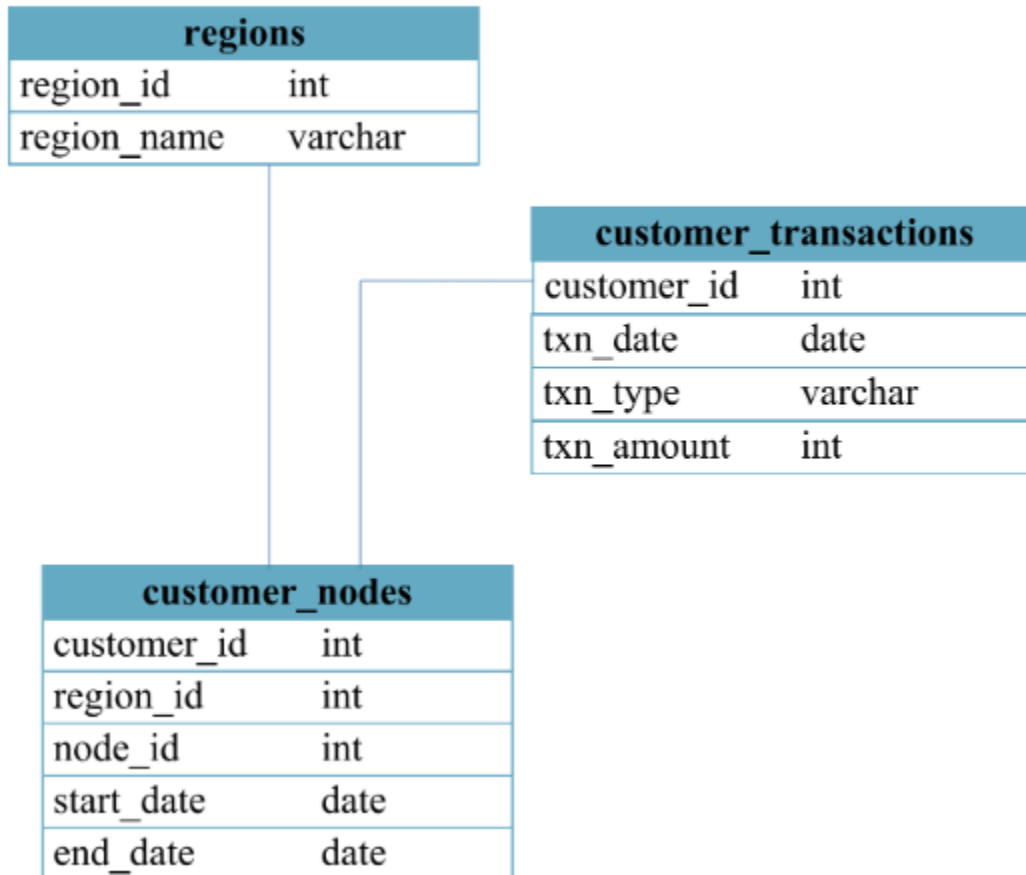 regions
region_id int
region_name varchar
customer_transactions
customer_id int
txn_date date
txn_type varchar
txn_amount int
customer_nodes
customer_id int
region_id int
node_id int
start_date date
end_date date